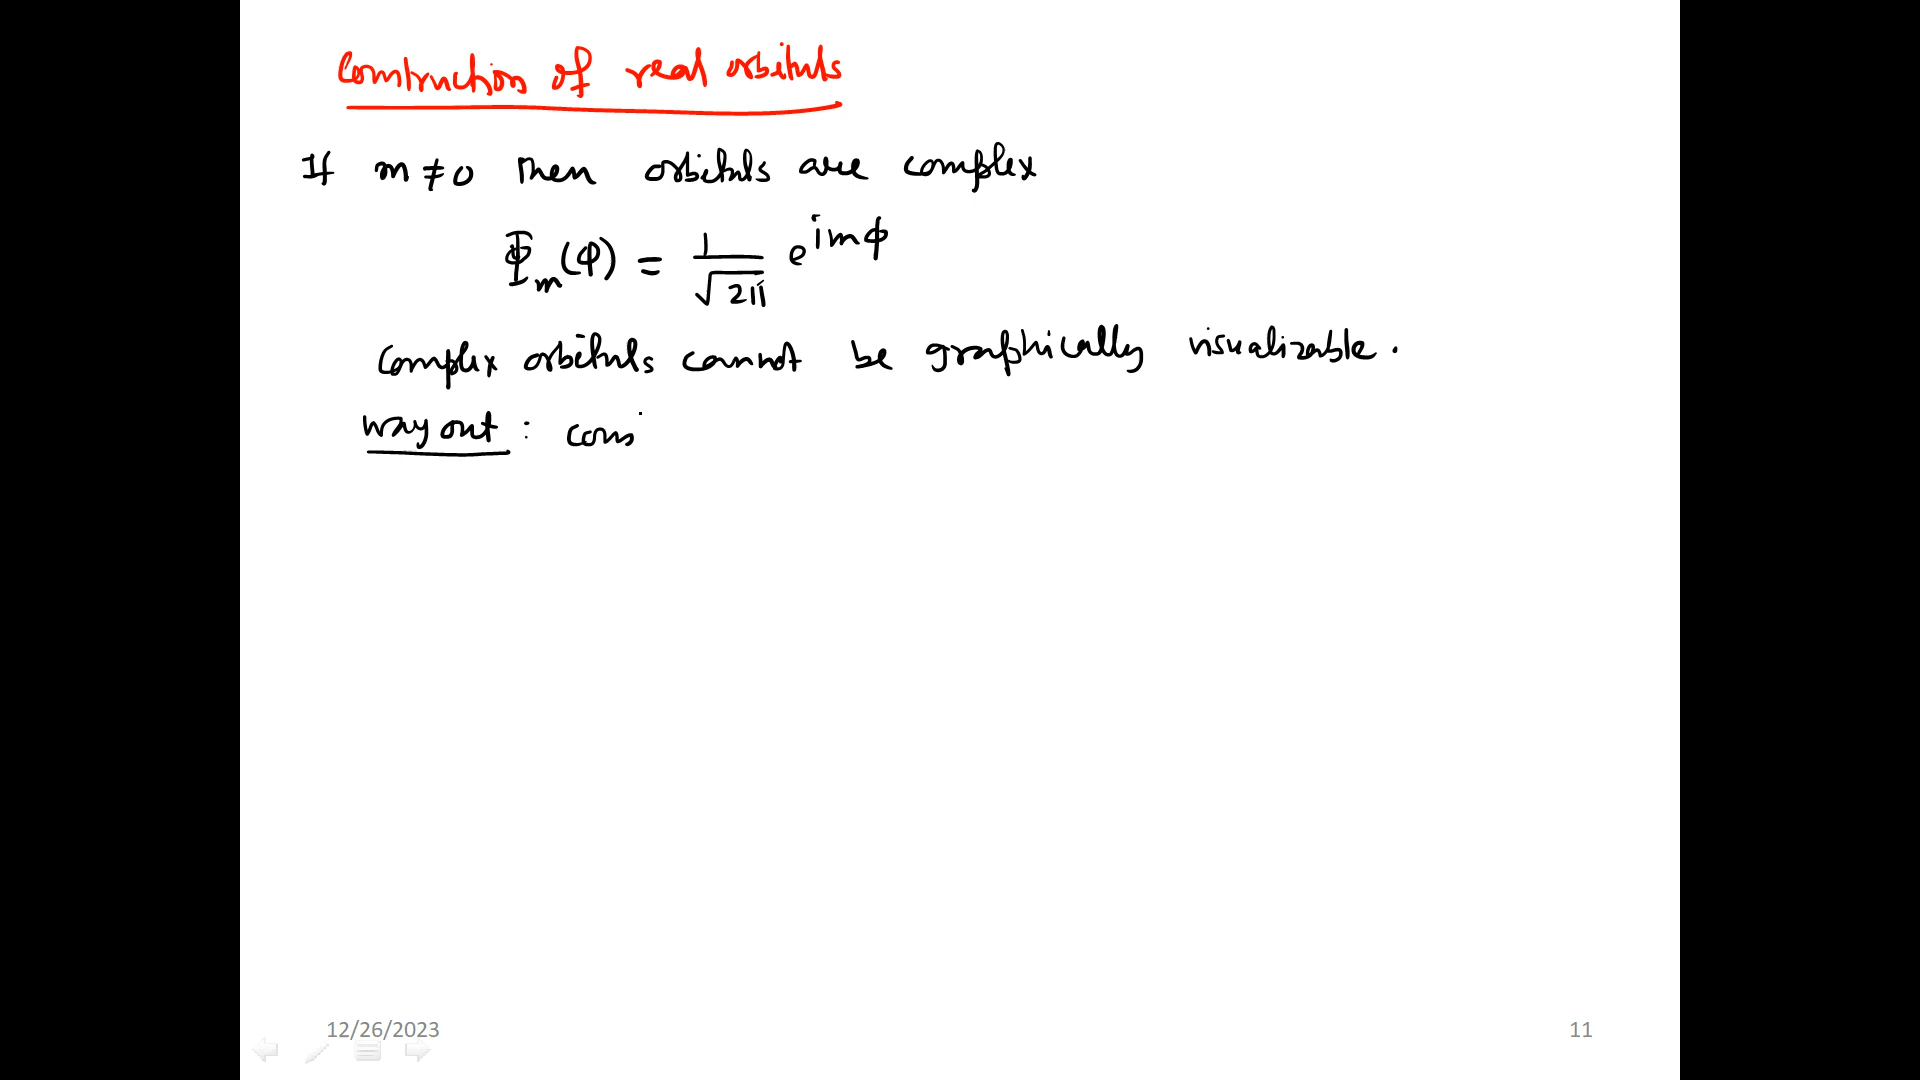 Construction of real orbitals
If m ≠ 0 then orbitals are complex
Φm(φ) = 1/√2π e^imφ
Complex orbitals cannot be graphically visualizable.
Way out : cons
12/26/2023
11